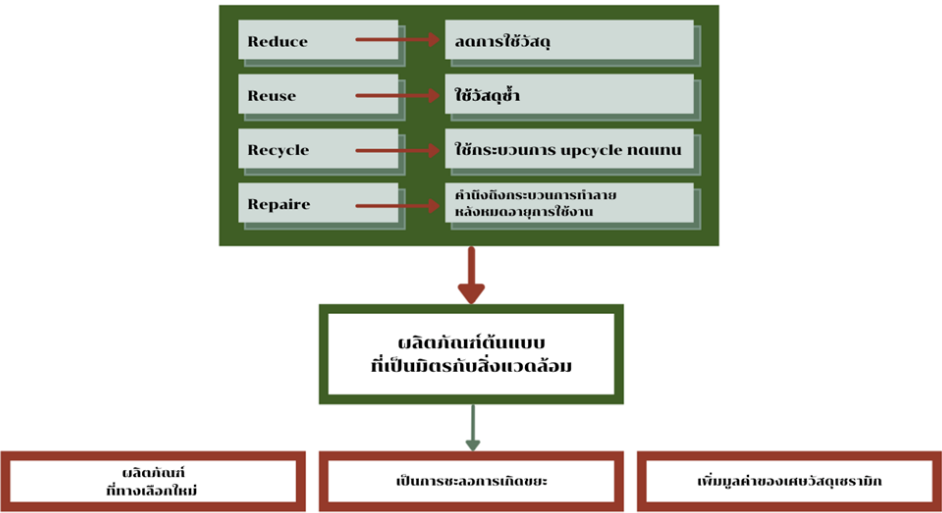 Reduce
ลดการใช้วัสดุ
Reuse
ใช้วัสดุซ้ำ
Recycle
ใช้กระบวนการ upcycle ทดแทน
Repaire
คำนึงถึงกระบวนการทำลาย
หลังหมดอายุการใช้งาน
ผลิตภัณฑ์ต้นแบบ
ที่เป็นมิตรกับสิ่งแวดล้อม
ผลิตภัณฑ์
ที่ทางเลือกใหม่
เป็นการชะลอการเกิดขยะ
เพิ่มมูลค่าของเศษวัสดุเซรามิก